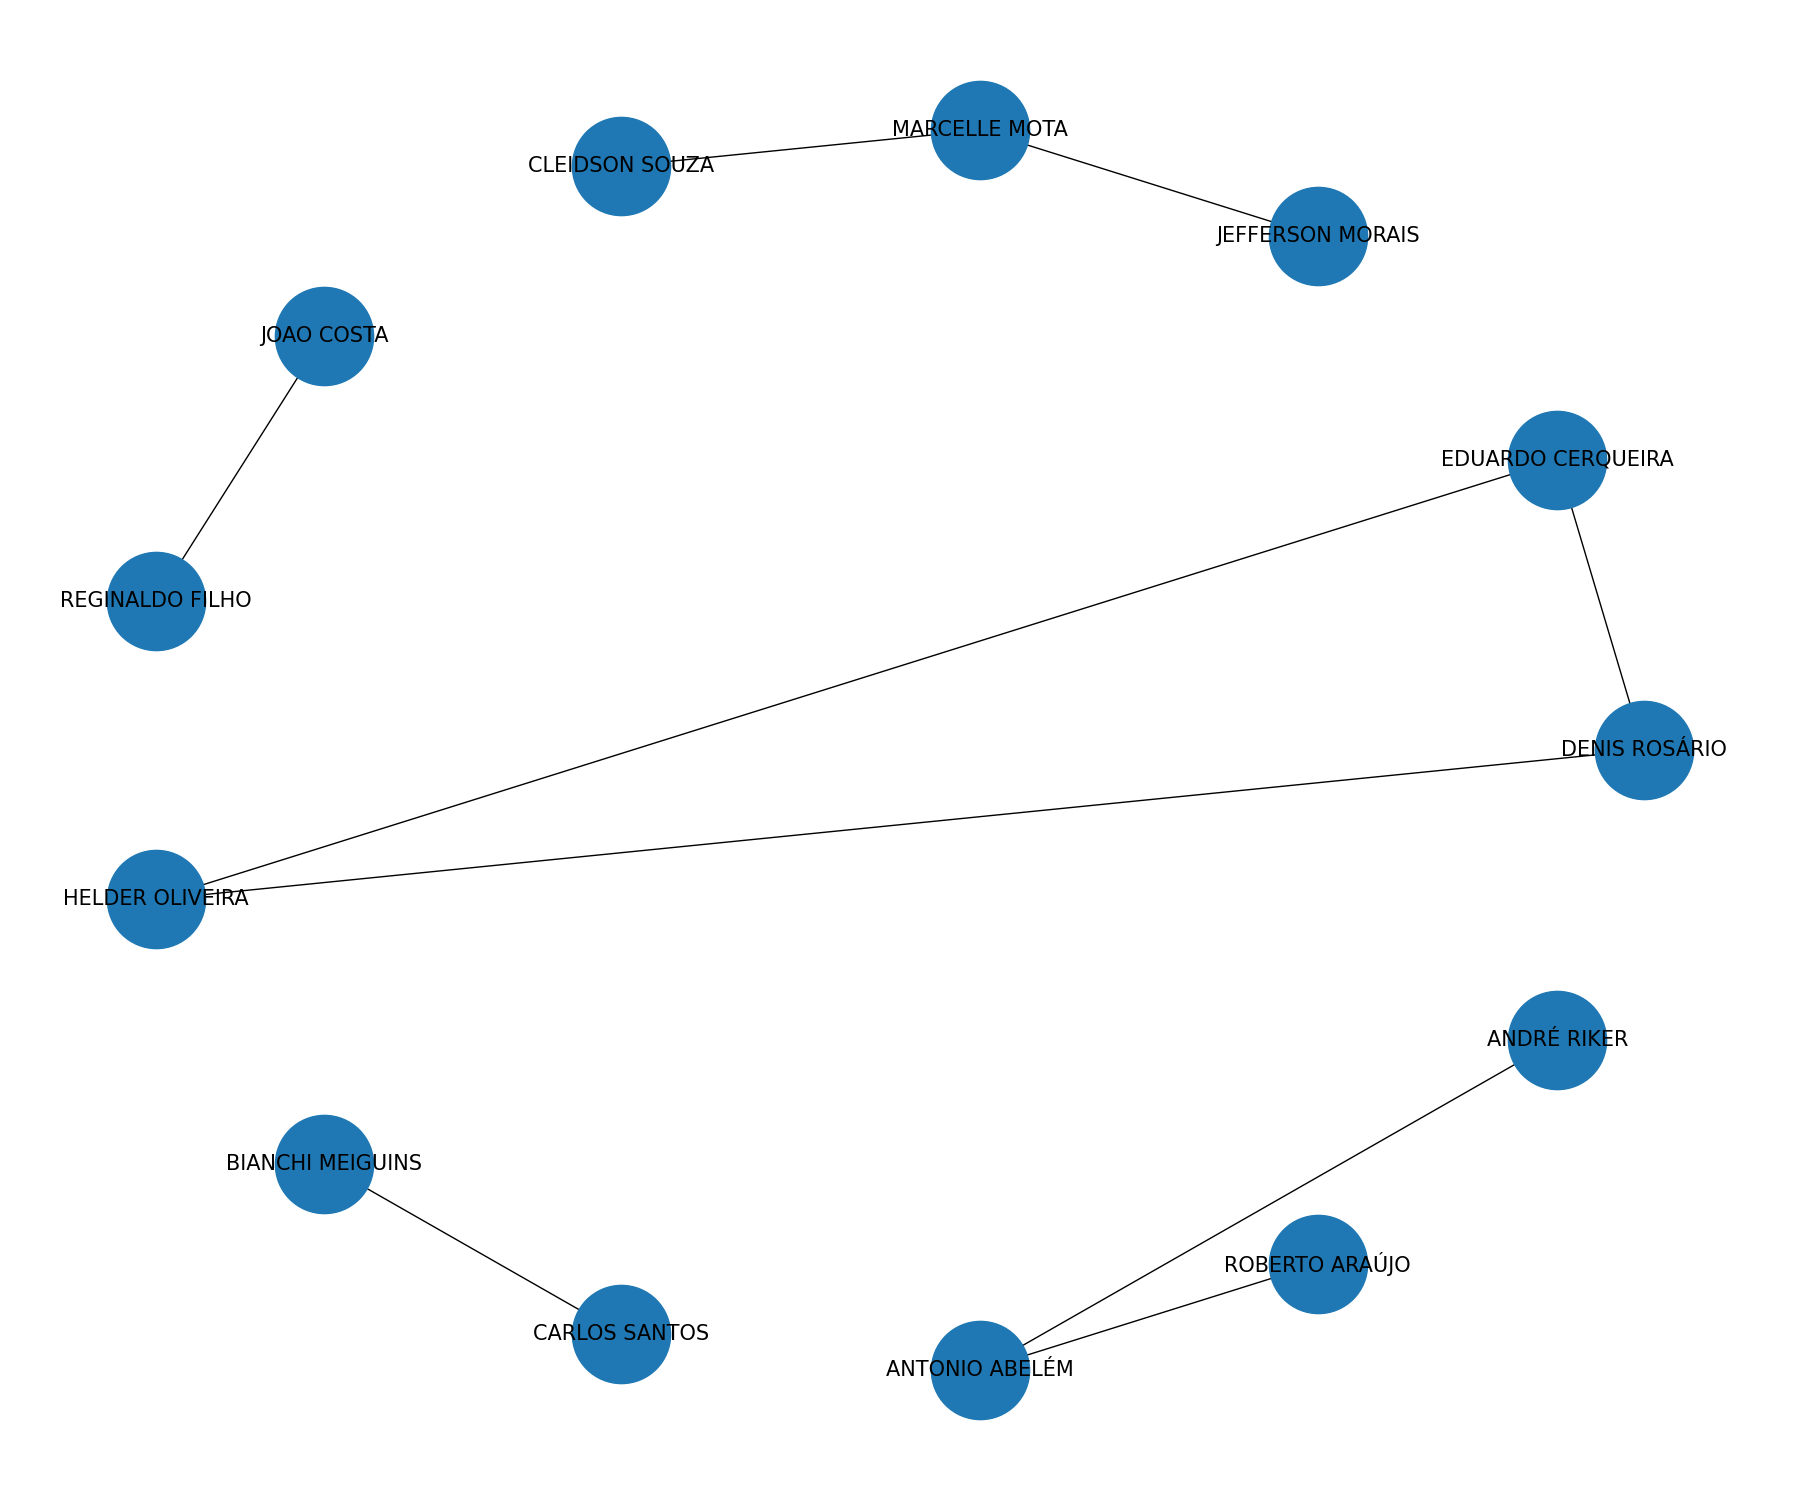 MARCELLE MOTA
CLEIDSON SOUZA
JEFFERSON MORAIS
JOAO COSTA
EDUARDO CERQUEIRA
REGINALDO FILHO
DENIS ROSÁRIO
HELDER OLIVEIRA
ANDRÉ RIKER
BIANCHI MEIGUINS
ROBERTO ARAÚJO
CARLOS SANTOS
ANTONIO ABELÉM